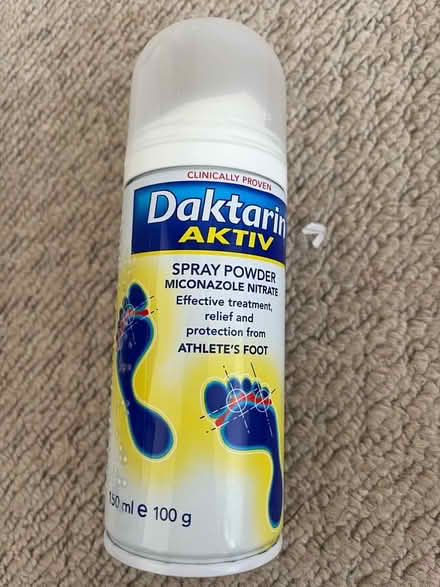 CLINICALLY PROVEN
Daktarin
AKTIV
SPRAY POWDER
MICONAZOLE NITRATE
Effective treatment,
relief and
protection from
ATHLETE'S FOOT
150 ml e 100 g